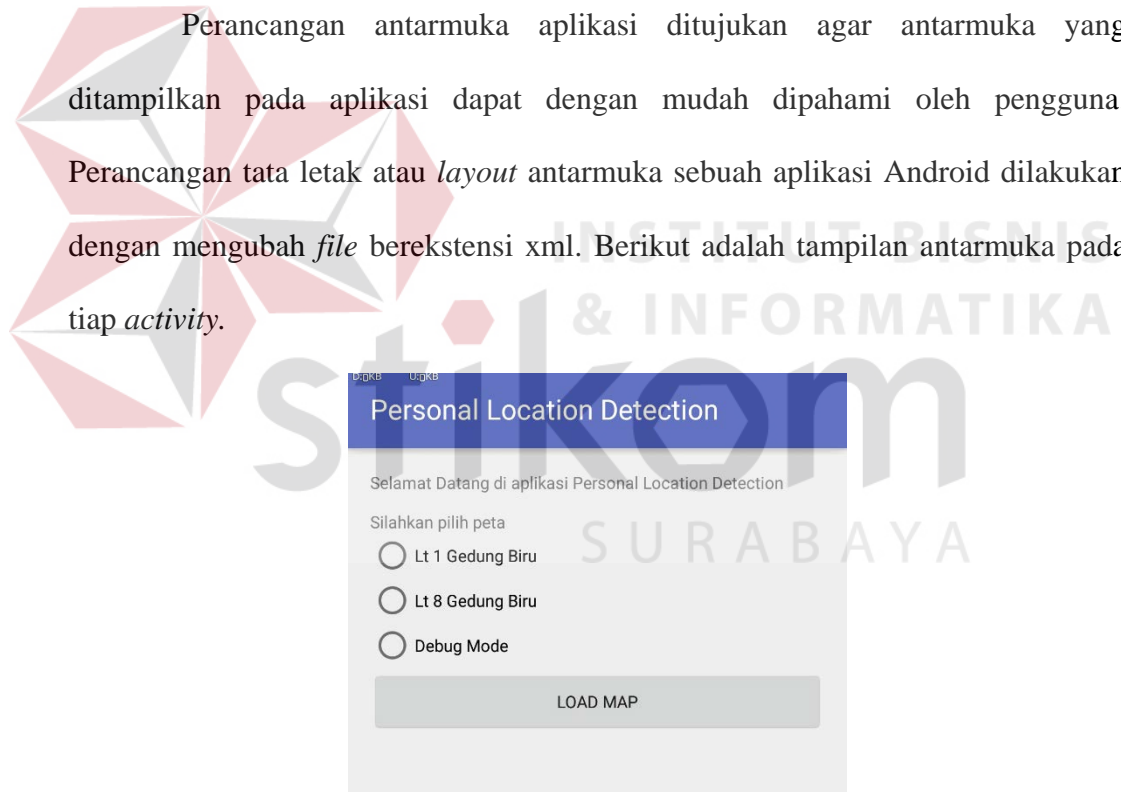 Perancangan antarmuka aplikasi ditujukan agar antarmuka yang
ditampilkan pada aplikasi dapat dengan mudah dipahami oleh pengguna
Perancangan tata letak atau layout antarmuka sebuah aplikasi Android dilakukan
dengan mengubah file berekstensi xml. Berikut adalah tampilan antarmuka pada
tiap activity.
INSTITUT BISNIS
& INFORMATIKA
stikom
SURABAYA
Personal Location Detection
Selamat Datang di aplikasi Personal Location Detection
Silahkan pilih peta
Lt 1 Gedung Biru
Lt 8 Gedung Biru
Debug Mode
LOAD MAP